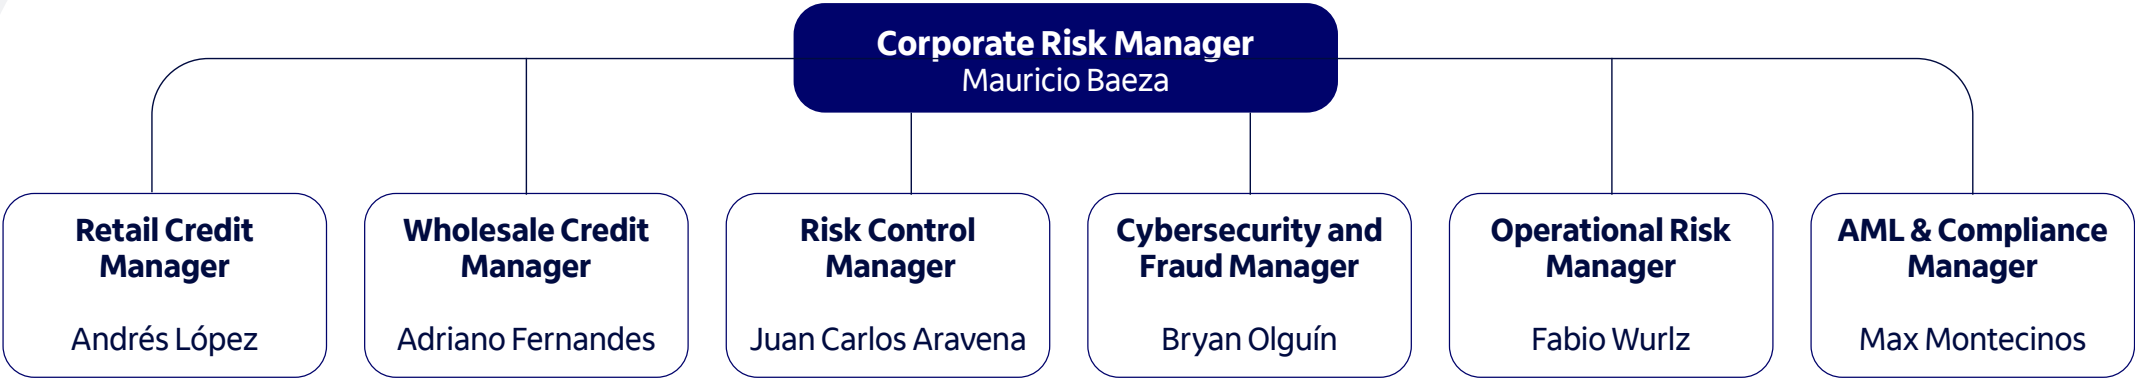 Corporate Risk Manager
Mauricio Baeza
Retail Credit
Manager
Andrés López
Wholesale Credit
Manager
Adriano Fernandes
Risk Control
Manager
Juan Carlos Aravena
Cybersecurity and
Fraud Manager
Bryan Olguín
Operational Risk
Manager
Fabio Wurlz
AML & Compliance
Manager
Max Montecinos